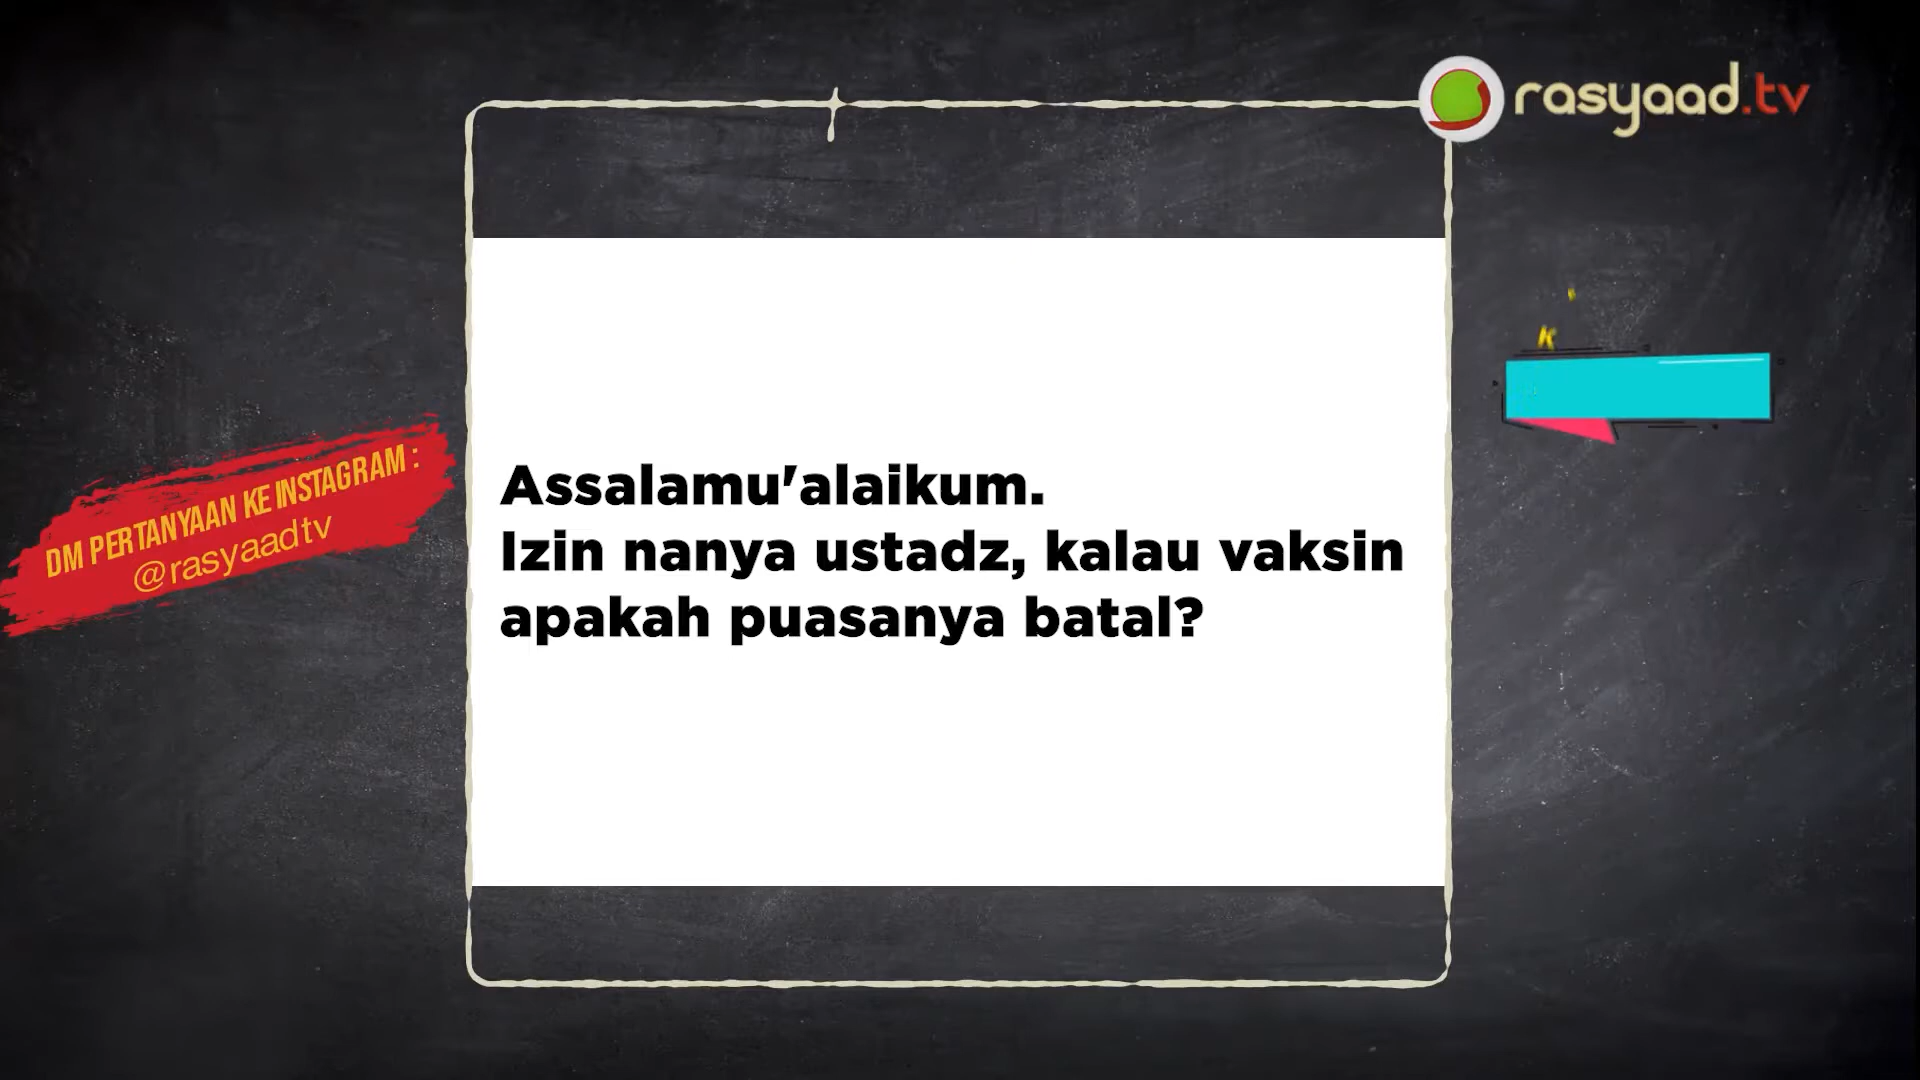 rasyaad.tv
Assalamu'alaikum.
Izin nanya ustadz, kalau vaksin
apakah puasanya batal?
DM PERTANYAAN KE INSTAGRAM :
@rasyaadtv
K